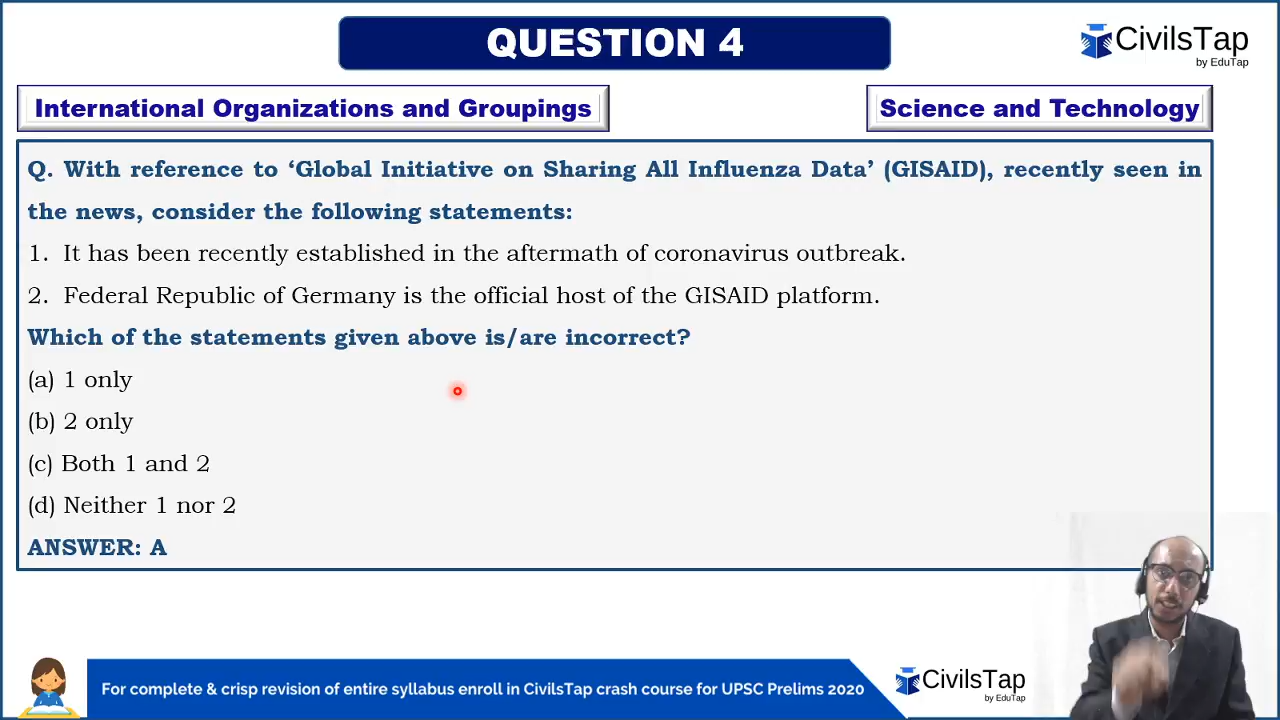 QUESTION 4
CivilsTap
by EduTap
International Organizations and Groupings
Science and Technology
Q. With reference to ‘Global Initiative on Sharing All Influenza Data’ (GISAID), recently seen in
the news, consider the following statements:
1. It has been recently established in the aftermath of coronavirus outbreak.
2. Federal Republic of Germany is the official host of the GISAID platform.
Which of the statements given above is/are incorrect?
(a) 1 only
(b) 2 only
(c) Both 1 and 2
(d) Neither 1 nor 2
ANSWER: A
For complete & crisp revision of entire syllabus enroll in CivilsTap crash course for UPSC Prelims 2020
CivilsTap
by EduTap